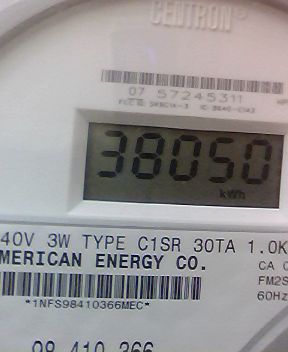 CENTRON
07 57245311
38050
kWh
40V 3W TYPE C1SR 30TA 1.0K
MERICAN ENERGY CO.
CA 0
FM2S
60Hz
*1NFS98410366MEC*
98 410 366